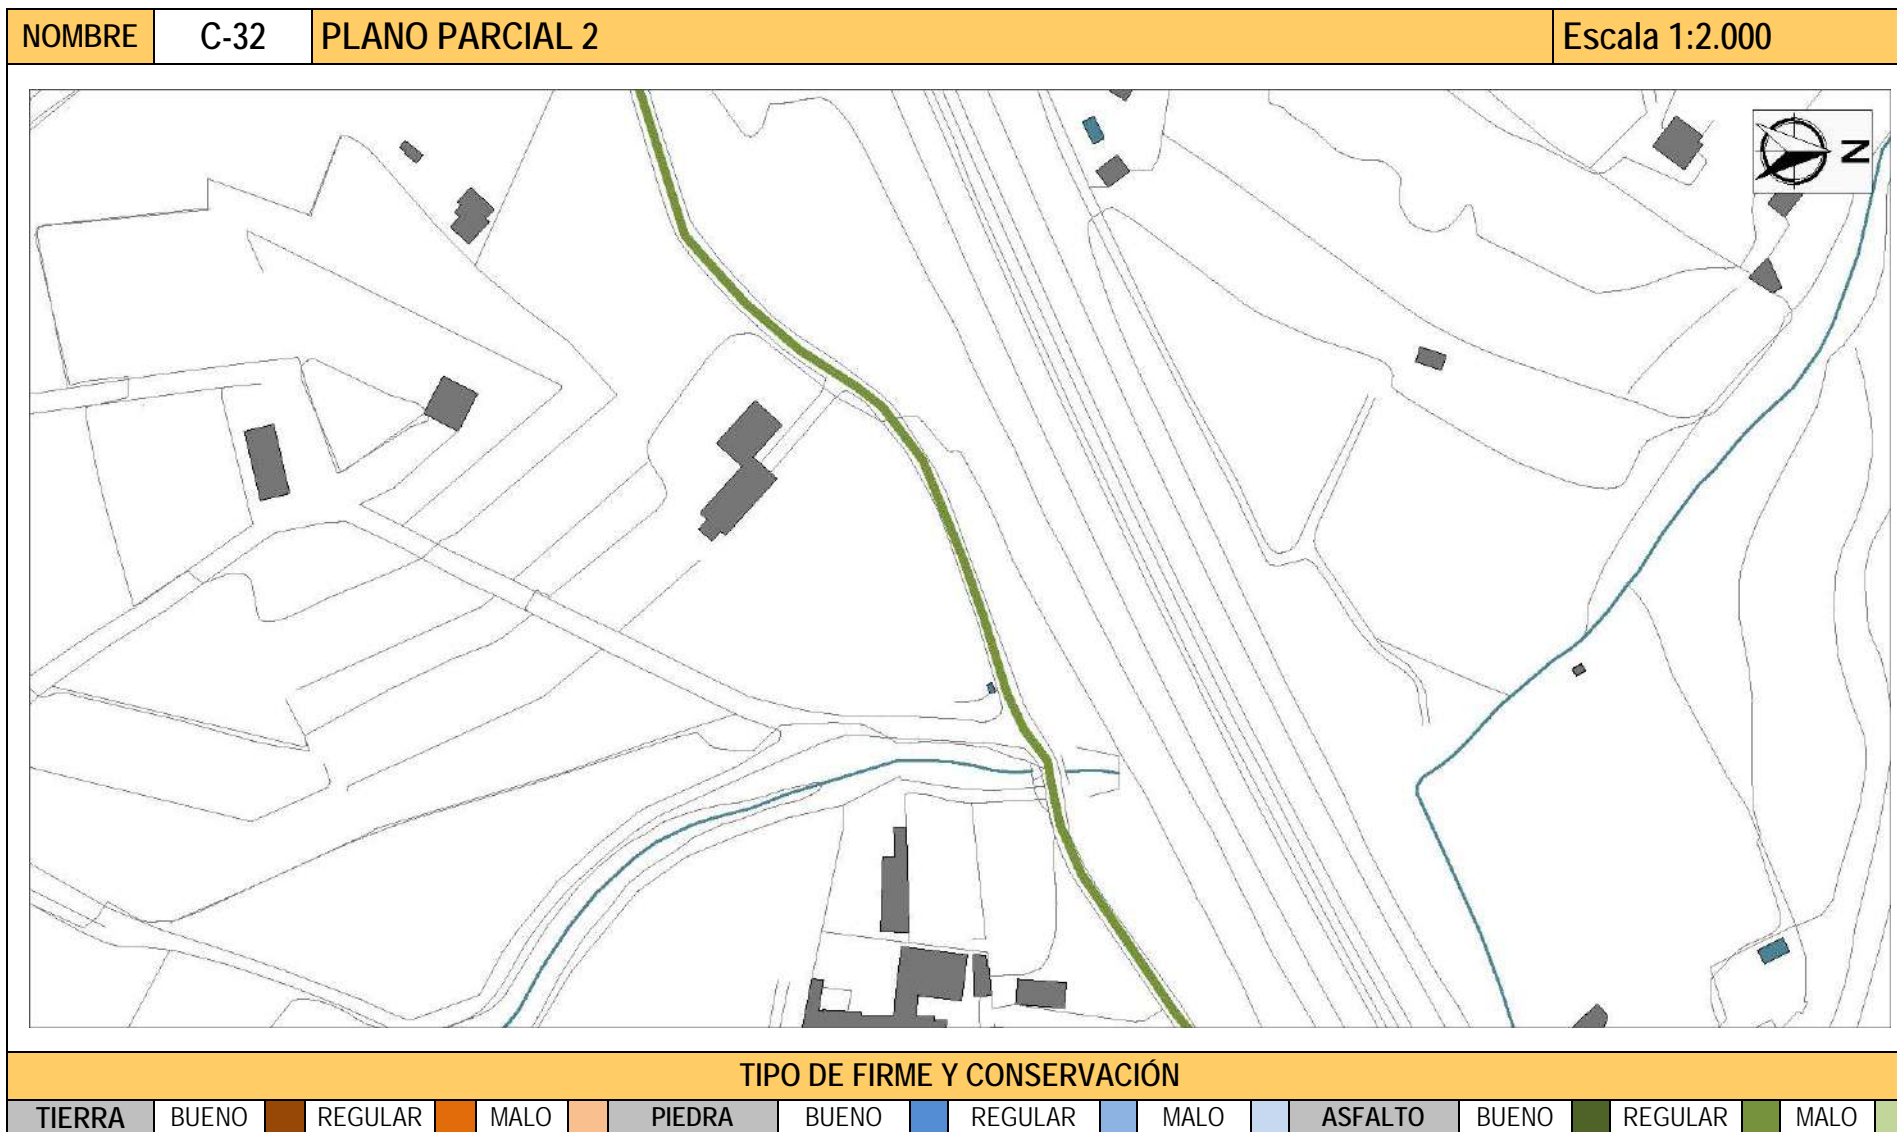 NOMBRE C-32 PLANO PARCIAL 2 Escala 1:2.000
N
TIPO DE FIRME Y CONSERVACIÓN
TIERRA BUENO REGULAR MALO PIEDRA BUENO REGULAR MALO ASFALTO BUENO REGULAR MALO